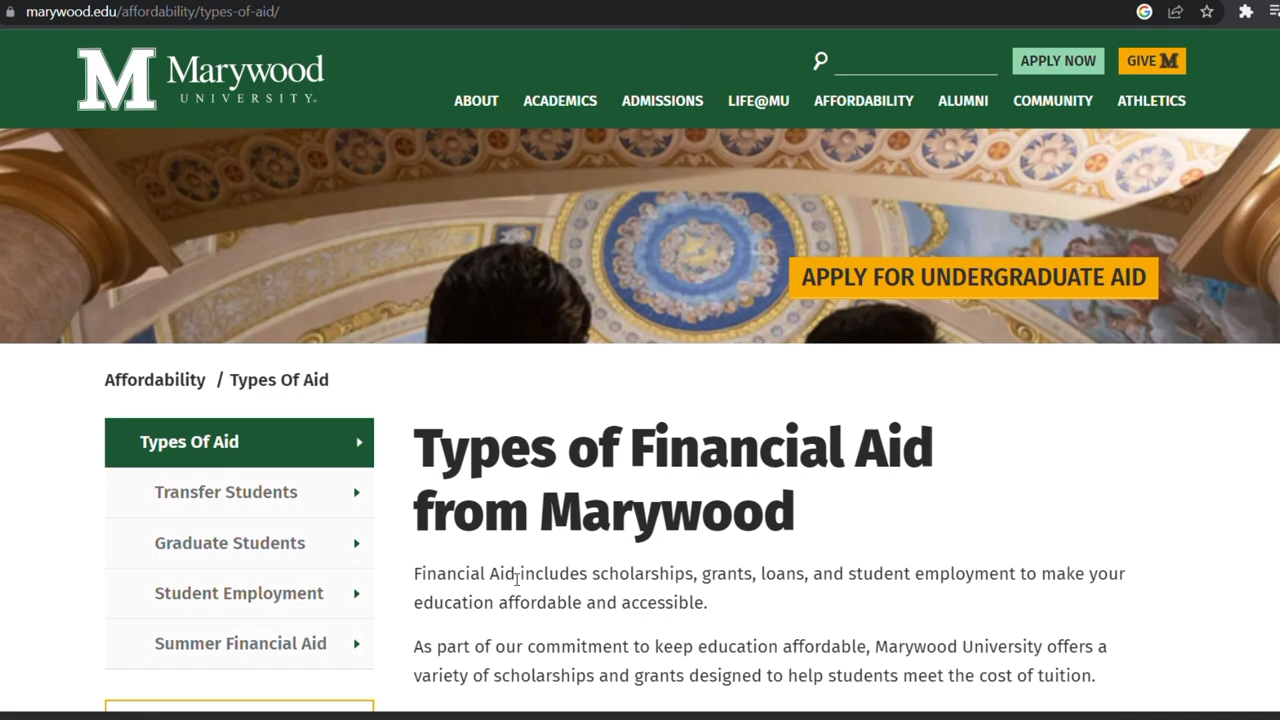 marywood.edu/affordability/types-of-aid/
M Marywood
UNIVERSITY.
APPLY NOW
GIVE M
ABOUT ACADEMICS ADMISSIONS LIFE@MU AFFORDABILITY ALUMNI COMMUNITY ATHLETICS
APPLY FOR UNDERGRADUATE AID
Affordability / Types Of Aid
Types Of Aid
Transfer Students
Graduate Students
Student Employment
Summer Financial Aid
Types of Financial Aid
from Marywood
Financial Aid includes scholarships, grants, loans, and student employment to make your
education affordable and accessible.
As part of our commitment to keep education affordable, Marywood University offers a
variety of scholarships and grants designed to help students meet the cost of tuition.